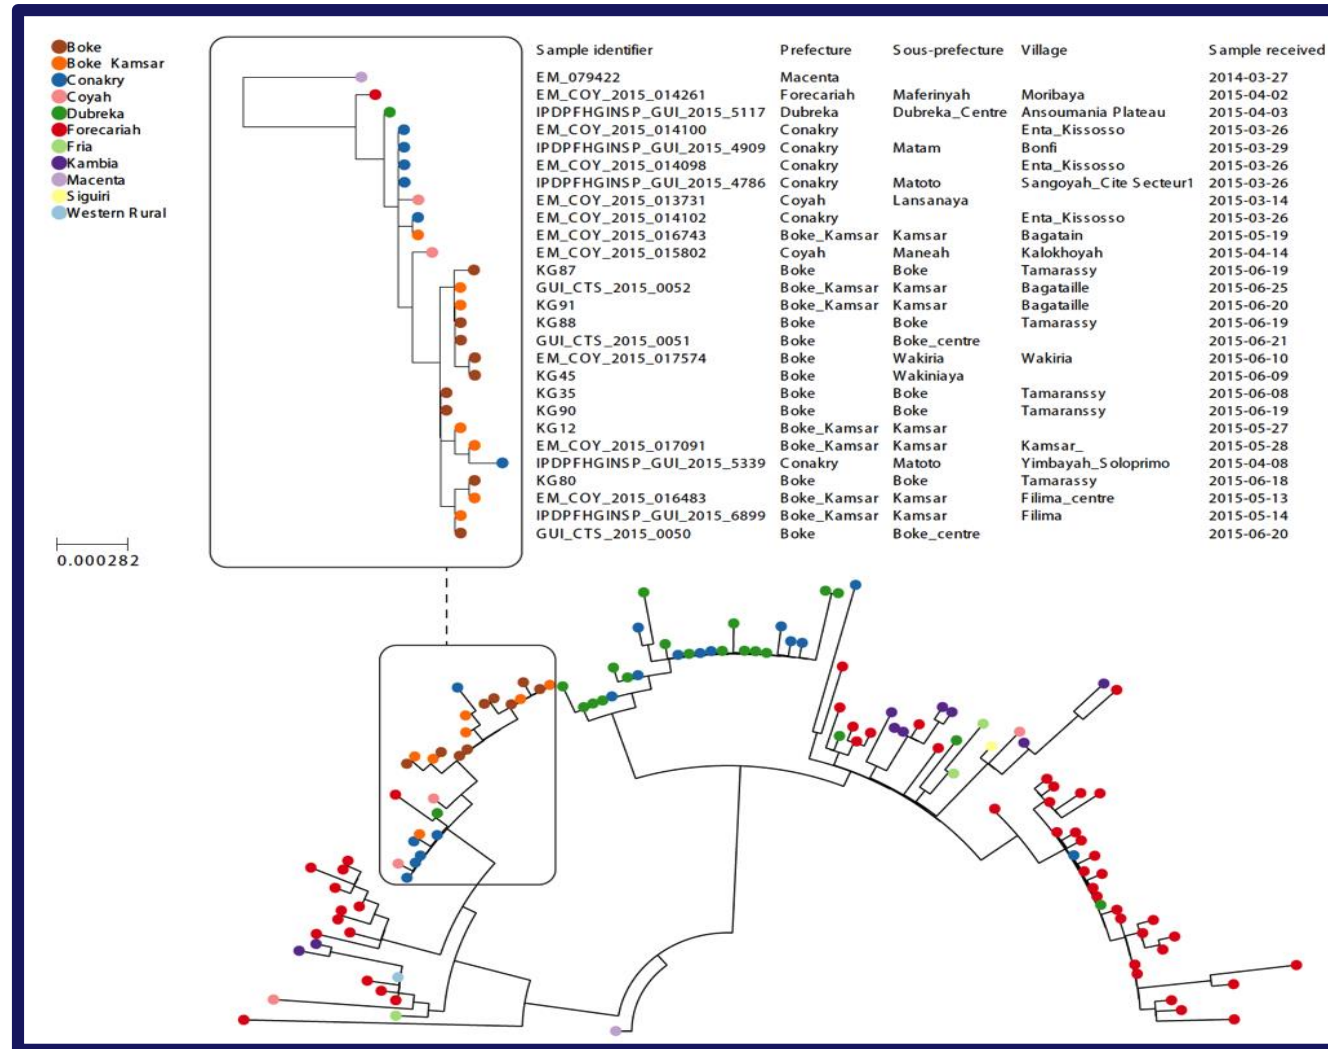 Boke
Boke Kamsar
Conakry
Coyah
Dubreka
Forecariah
Fria
Kambia
Macenta
Siguiri
Western Rural
Sample identifier Prefecture Sous-prefecture Village Sample received
EM_079422 Macenta 2014-03-27
EM_COY_2015_014261 Forecariah Maferinyah Moribaya 2015-04-02
IPDPFHGINSP_GUI_2015_5117 Dubreka Dubreka_Centre Ansoumania Plateau 2015-04-03
EM_COY_2015_014100 Conakry Enta_Kissosso 2015-03-26
IPDPFHGINSP_GUI_2015_4909 Conakry Matam Bonfi 2015-03-29
EM_COY_2015_014098 Conakry Enta_Kissosso 2015-03-26
IPDPFHGINSP_GUI_2015_4786 Conakry Matoto Sangoyah_Cite Secteur1 2015-03-26
EM_COY_2015_013731 Coyah Lansanaya 2015-03-14
EM_COY_2015_014102 Conakry Enta_Kissosso 2015-03-26
EM_COY_2015_016743 Boke_Kamsar Kamsar Bagatain 2015-05-19
EM_COY_2015_015802 Coyah Maneah Kalokhoyah 2015-04-14
KG87 Boke Boke Tamarassy 2015-06-19
GUI_CTS_2015_0052 Boke_Kamsar Kamsar Bagataille 2015-06-25
KG91 Boke_Kamsar Kamsar Bagataille 2015-06-20
KG88 Boke Boke Tamarassy 2015-06-19
GUI_CTS_2015_0051 Boke Boke_centre 2015-06-21
EM_COY_2015_017574 Boke Wakiria Wakiria 2015-06-10
KG45 Boke Wakiniaya 2015-06-09
KG35 Boke Boke Tamaranssy 2015-06-08
KG90 Boke Boke Tamaranssy 2015-06-19
KG12 Boke_Kamsar Kamsar 2015-05-27
EM_COY_2015_017091 Boke_Kamsar Kamsar Kamsar_ 2015-05-28
IPDPFHGINSP_GUI_2015_5339 Conakry Matoto Yimbayah_Soloprimo 2015-04-08
KG80 Boke Boke Tamarassy 2015-06-18
EM_COY_2015_016483 Boke_Kamsar Kamsar Filima_centre 2015-05-13
IPDPFHGINSP_GUI_2015_6899 Boke_Kamsar Kamsar Filima 2015-05-14
GUI_CTS_2015_0050 Boke Boke_centre 2015-06-20
0.000282